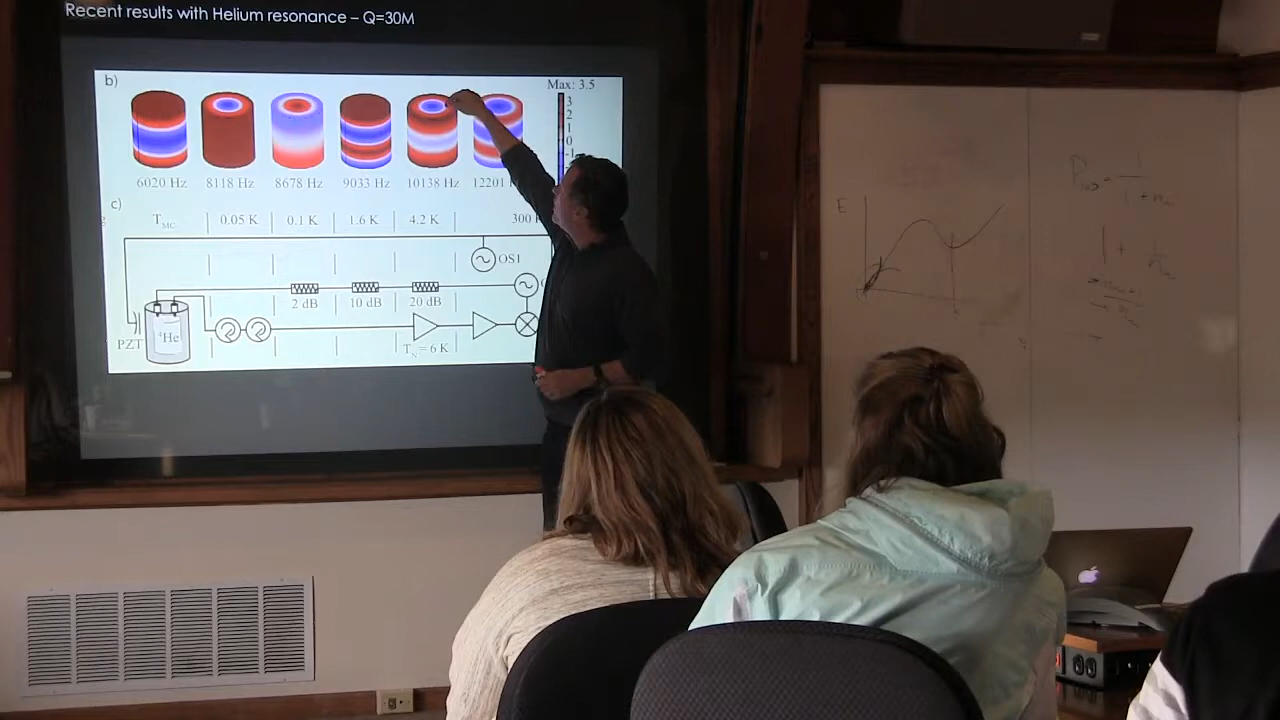 Recent results with Helium resonance – Q=30M
b)
Max: 3.5
3
2
1
0
-1
6020 Hz 8118 Hz 8678 Hz 9033 Hz 10138 Hz 12201
c)
T_MC 0.05 K 0.1 K 1.6 K 4.2 K 300
OS1
2 dB 10 dB 20 dB
PZT ⁴He
T_N = 6 K
E